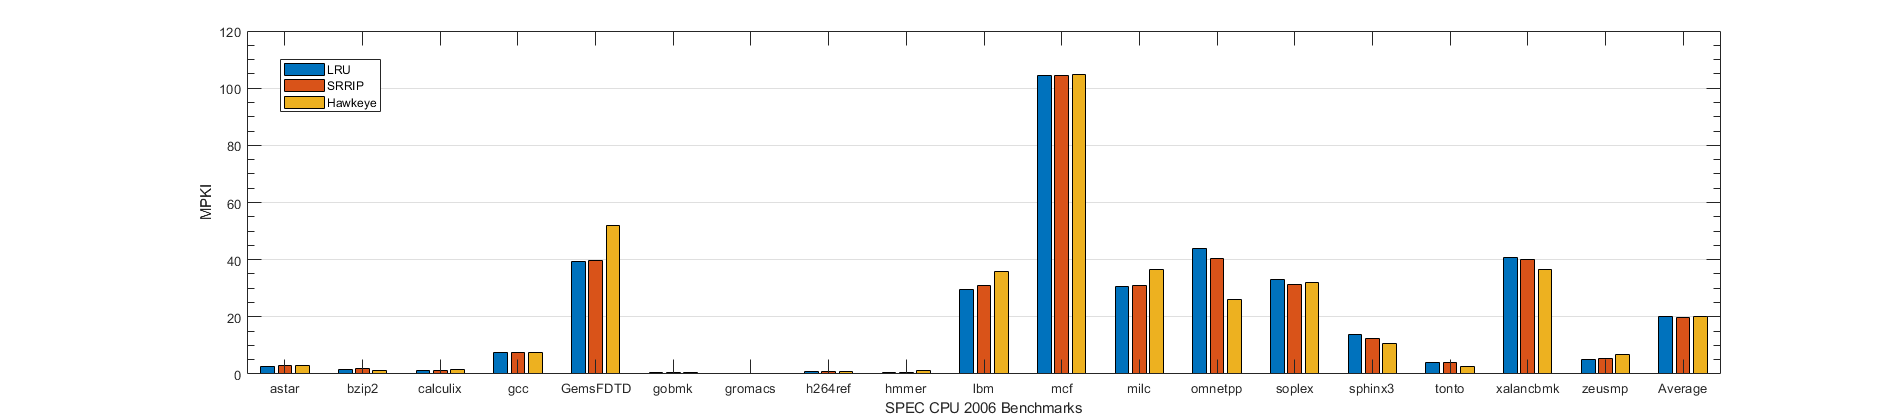 120
100
80
60
40
20
0
MPKI
LRU
SRRIP
Hawkeye
astar bzip2 calculix gcc GemsFDTD gobmk gromacs h264ref hmmer lbm mcf milc omnetpp soplex sphinx3 tonto xalancbmk zeusmp Average
SPEC CPU 2006 Benchmarks